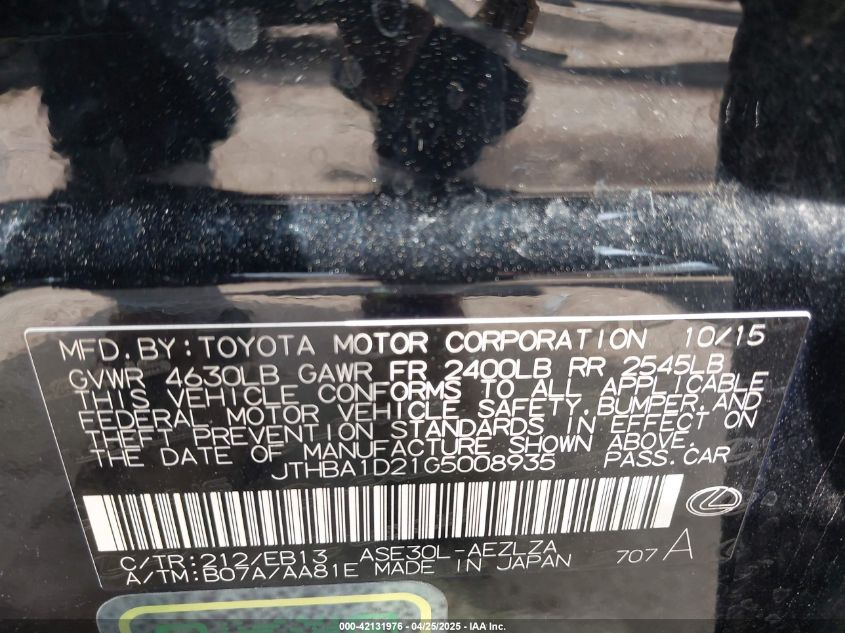 MFD.BY:TOYOTA MOTOR CORPORATION 10/15
GVWR 4630LB GAWR FR 2400LB RR 2545LB
THIS VEHICLE CONFORMS TO ALL APPLICABLE
FEDERAL MOTOR VEHICLE SAFETY,BUMPER,AND
THEFT PREVENTION STANDARDS IN EFFECT ON
THE DATE OF MANUFACTURE SHOWN ABOVE.
JTHBA1D21G5008935 PASS.CAR
C/TR:212/EB13 ASE30L-AEZLZA
A/TM:B07A/AA81E MADE IN JAPAN 707A
000-42131976 | 04/25/2025 | IAA Inc.